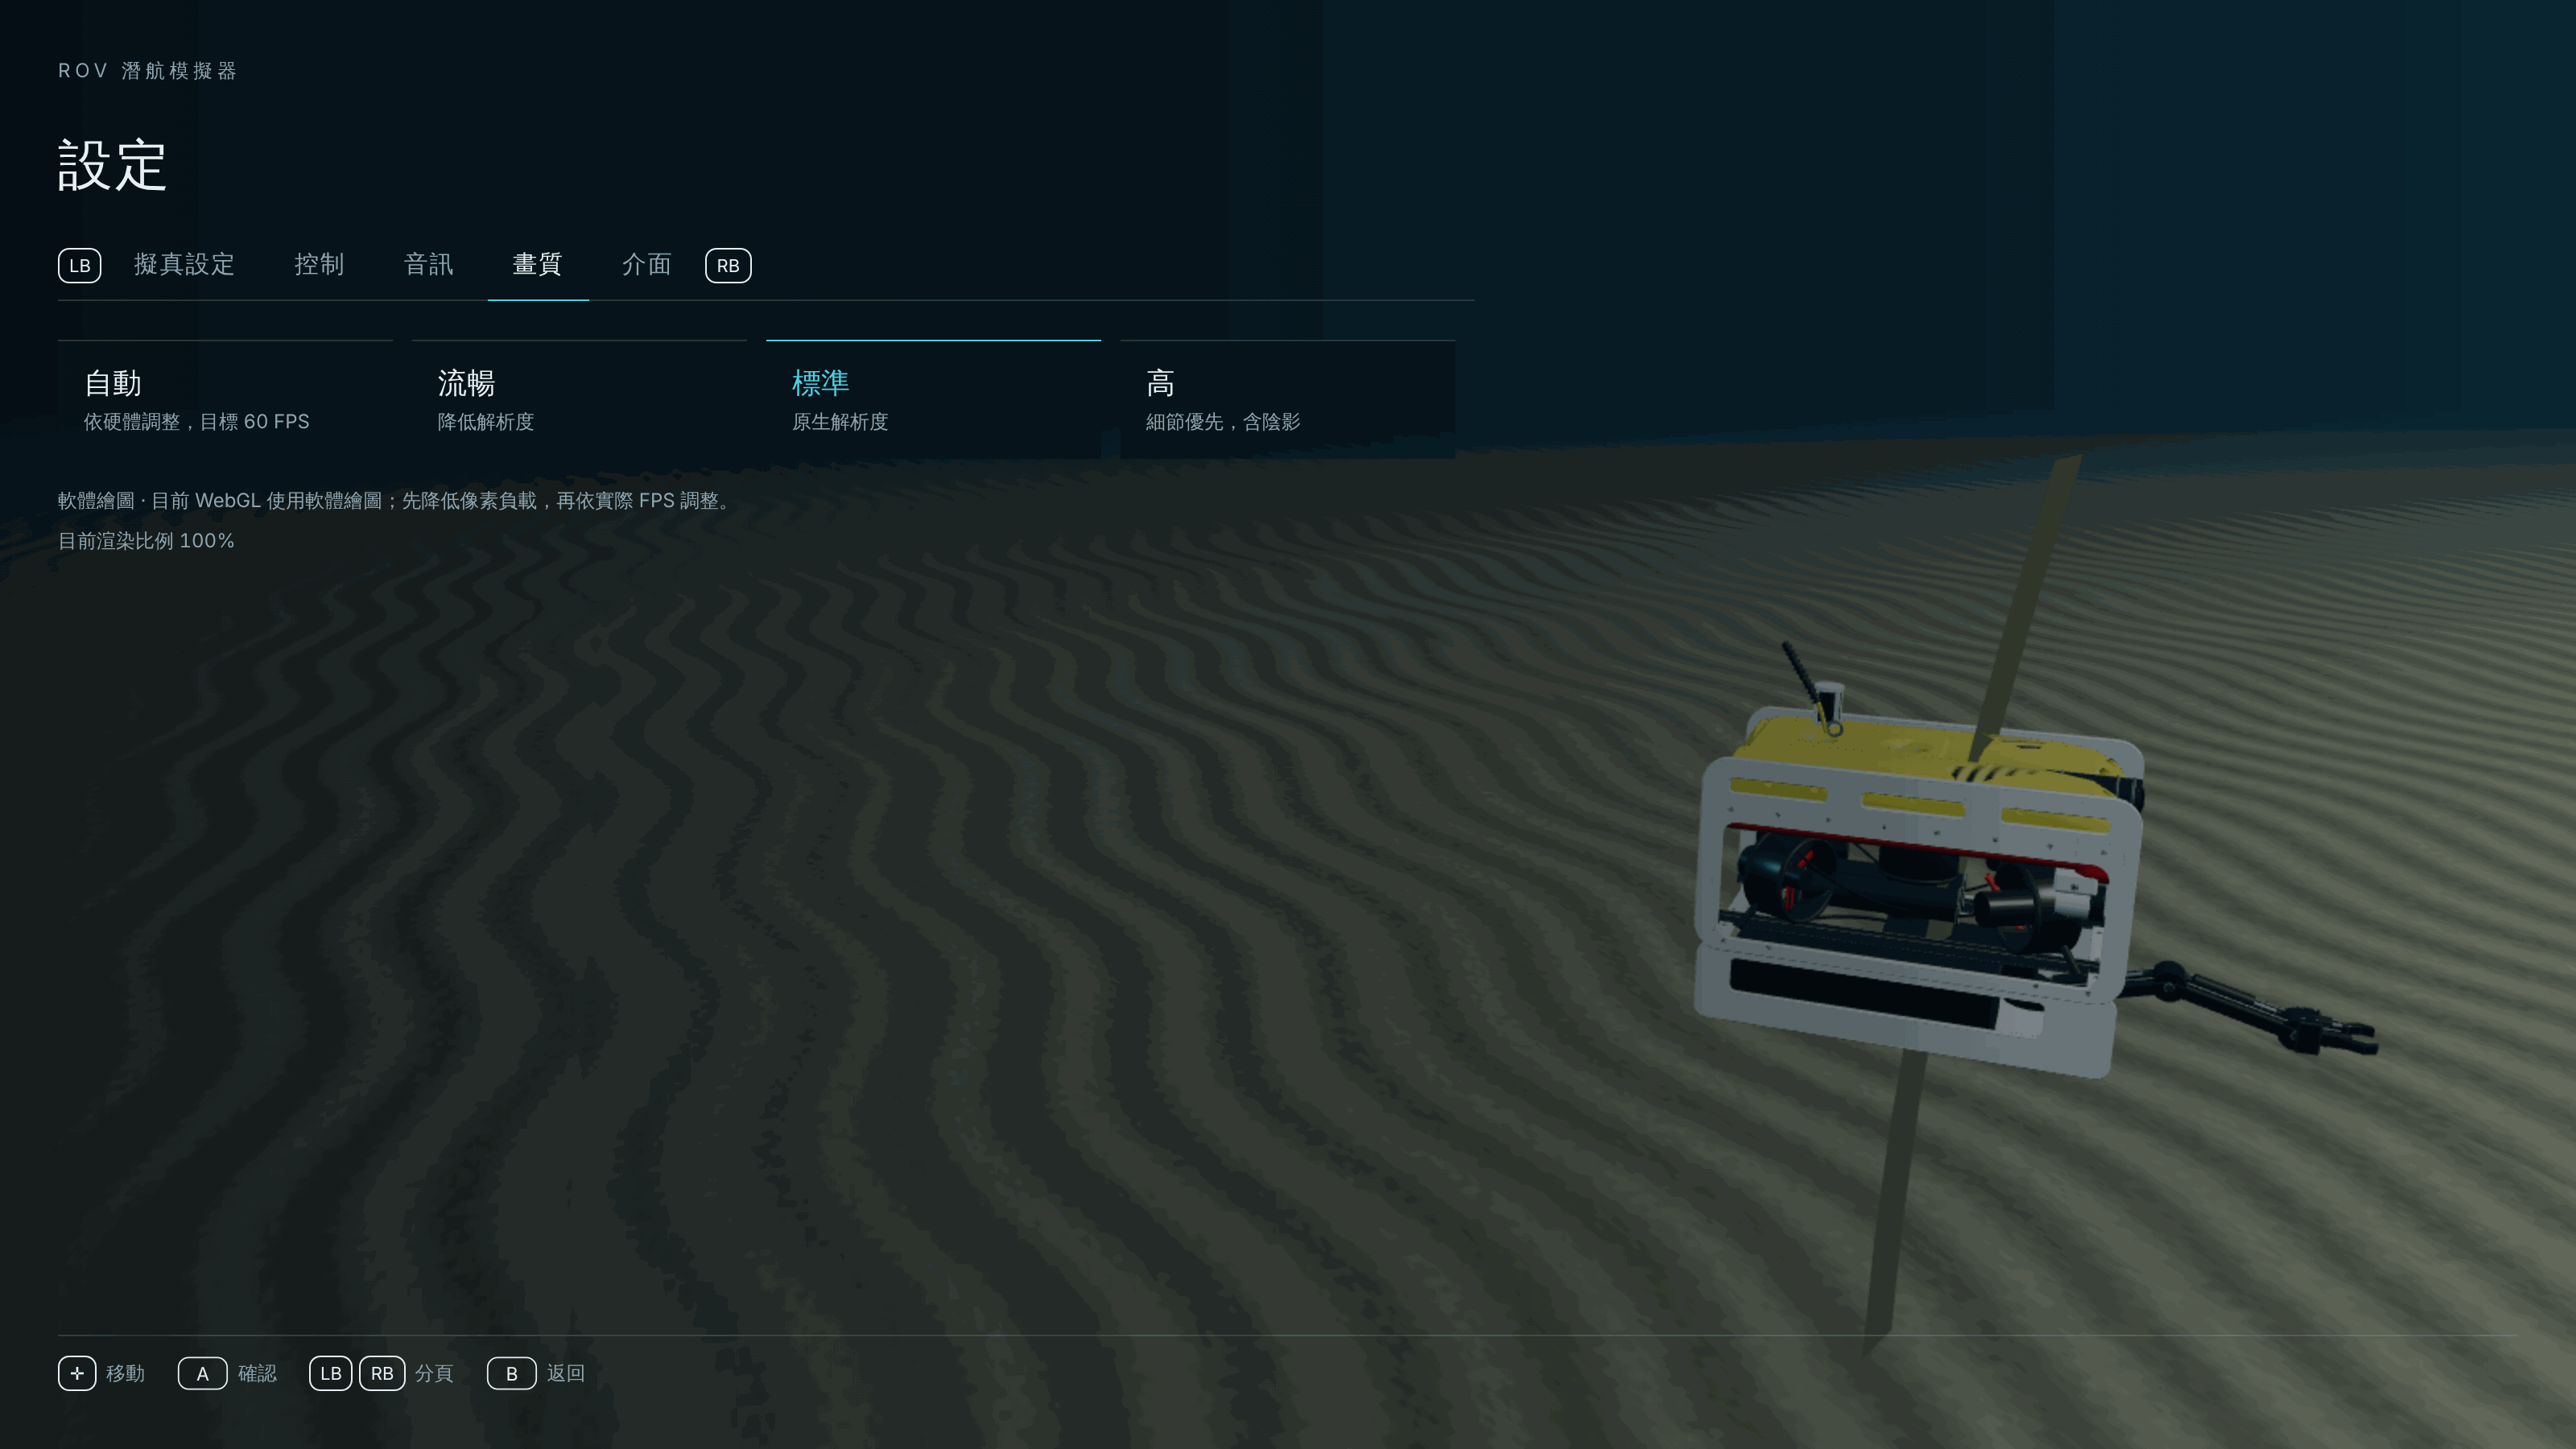 ROV 潛航模擬器
設定
LB 擬真設定 控制 音訊 畫質 介面 RB
自動 流暢 標準 高
依硬體調整，目標 60 FPS 降低解析度 原生解析度 細節優先，含陰影
軟體繪圖 · 目前 WebGL 使用軟體繪圖；先降低像素負載，再依實際 FPS 調整。
目前渲染比例 100%
移動 A 確認 LB RB 分頁 B 返回